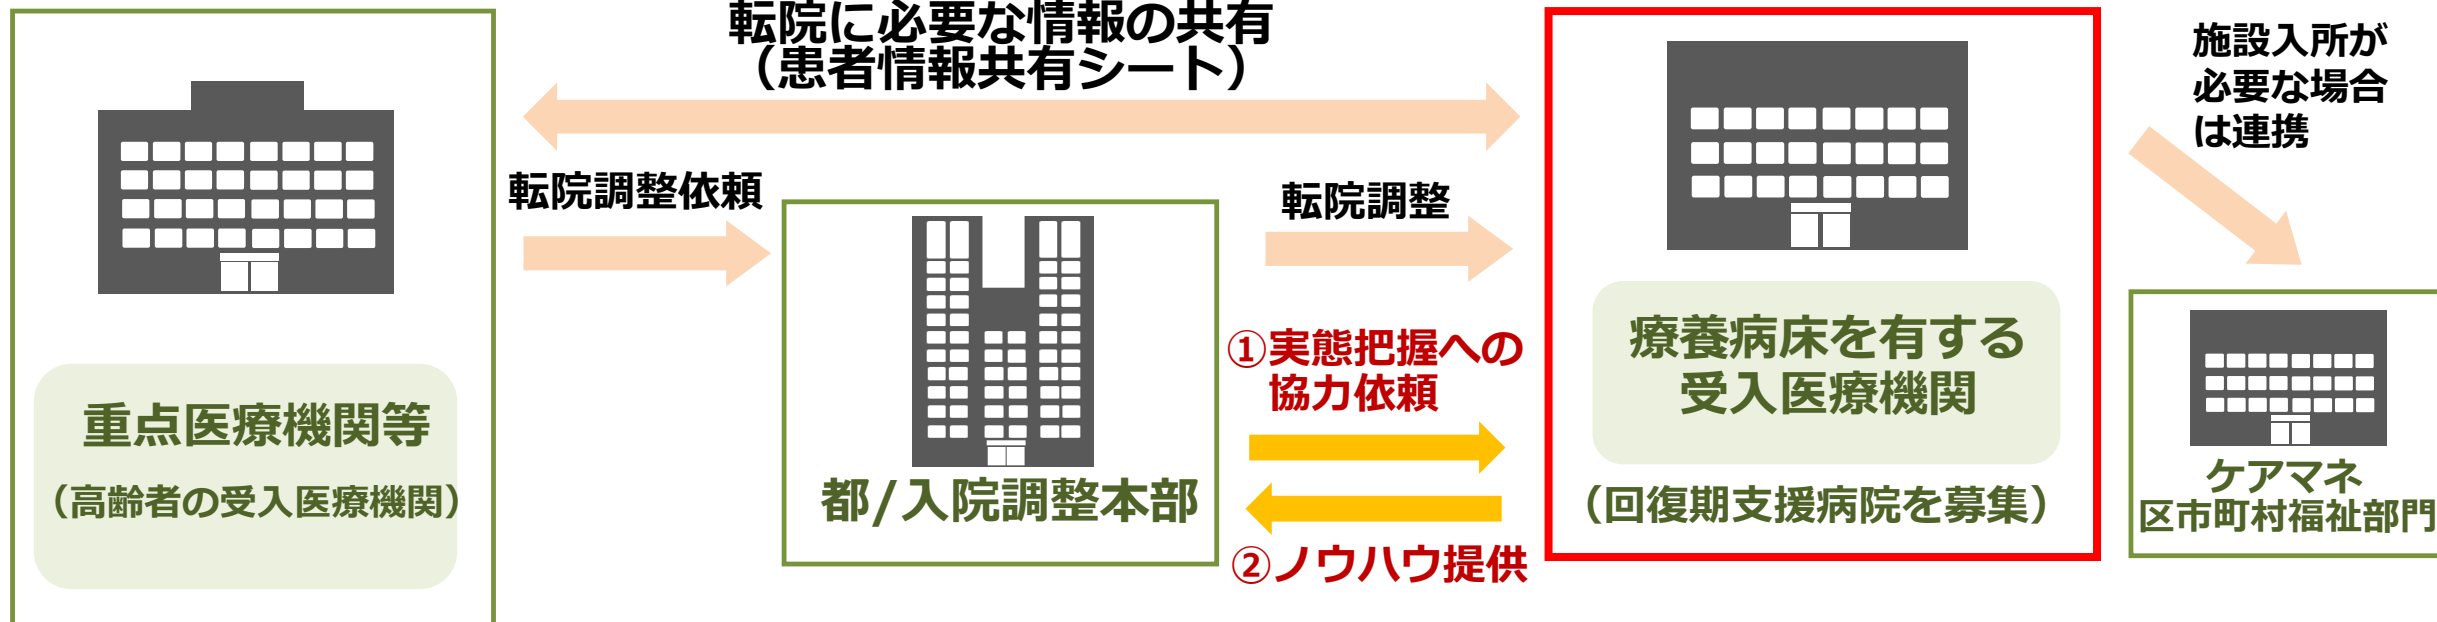 転院に必要な情報の共有
（患者情報共有シート）
施設入所が
必要な場合
は連携
転院調整依頼
転院調整
①実態把握への
協力依頼
②ノウハウ提供
重点医療機関等
（高齢者の受入医療機関）
都/入院調整本部
療養病床を有する
受入医療機関
（回復期支援病院を募集）
ケアマネ
区市町村福祉部門